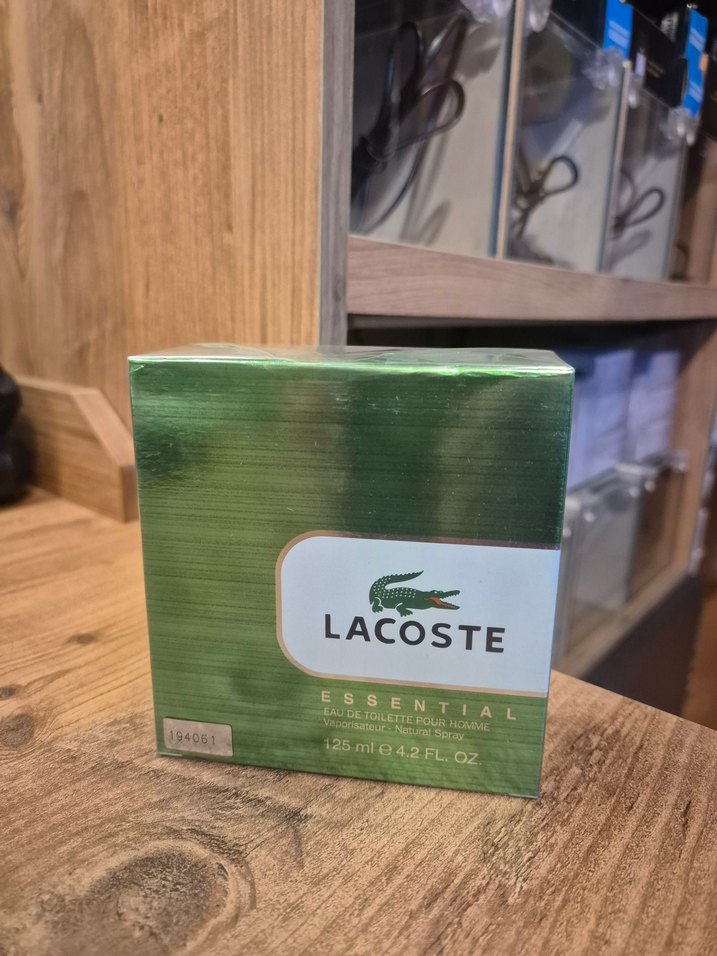 LACOSTE
ESSENTIAL
EAU DE TOILETTE POUR HOMME
Vaporisateur - Natural Spray
125 ml ℮ 4.2 FL. OZ.
194061